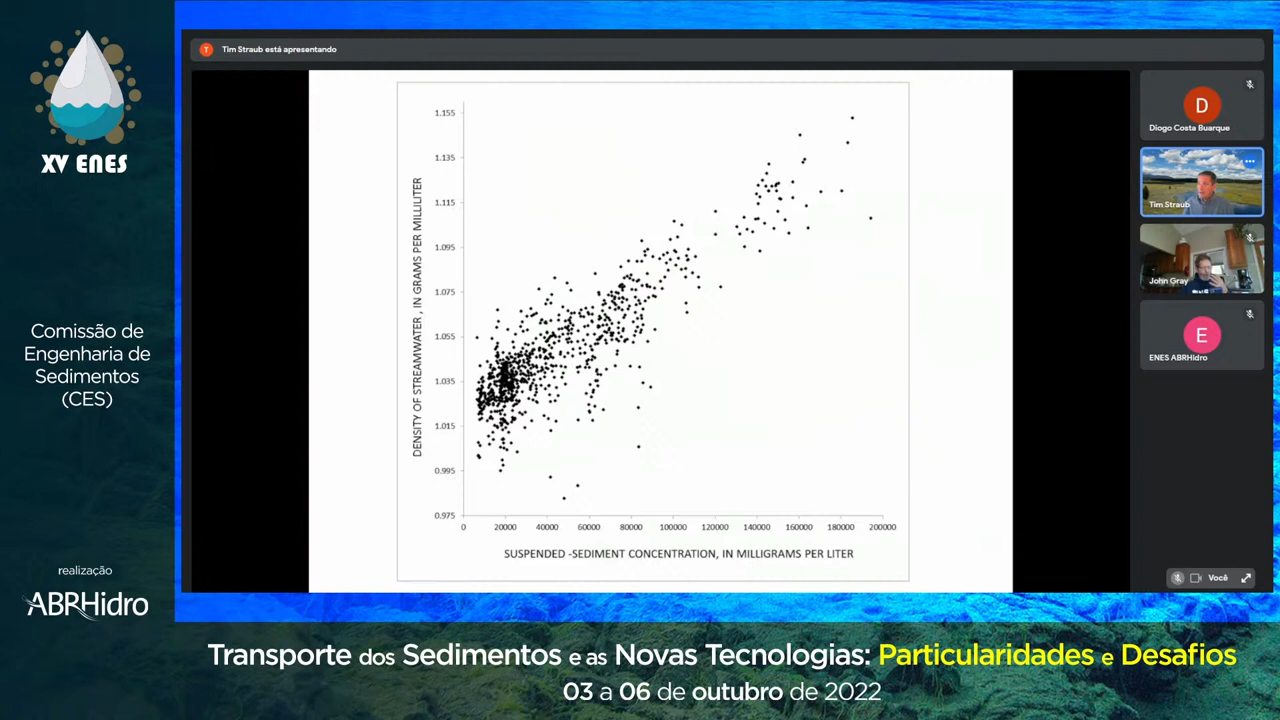 XV ENES
Comissão de
Engenharia de
Sedimentos
(CES)
realização
ABRHidro
T
Tim Straub está apresentando
DENSITY OF STREAMWATER , IN GRAMS PER MILLILITER
1.155
1.135
1.115
1.095
1.075
1.055
1.035
1.015
0.995
0.975
0 20000 40000 60000 80000 100000 120000 140000 160000 180000 200000
SUSPENDED -SEDIMENT CONCENTRATION, IN MILLIGRAMS PER LITER
D
Diogo Costa Buarque
Tim Straub
John Gray
E
ENES ABRHidro
Você
Transporte dos Sedimentos e as Novas Tecnologias: Particularidades e Desafios
03 a 06 de outubro de 2022